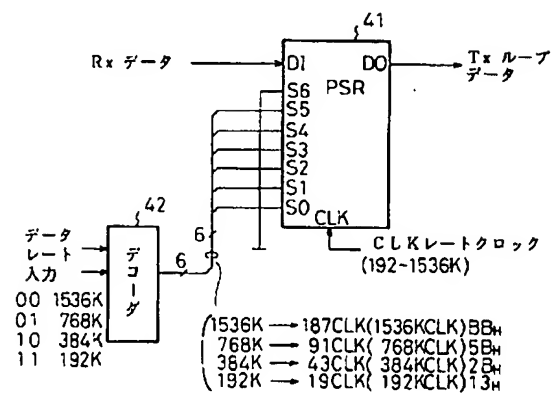 41
Rx データ
DI
DO
Tx ループ
データ
PSR
S6
S5
S4
S3
S2
S1
S0
CLK
CLKレートクロック
(192~1536K)
42
データ
レート
入力
デコーダ
6
6
00 1536K
01 768K
10 384K
11 192K
1536K → 187CLK(1536KCLK)BBH
768K → 91CLK( 768KCLK)5BH
384K → 43CLK( 384KCLK)2BH
192K → 19CLK( 192KCLK)13H